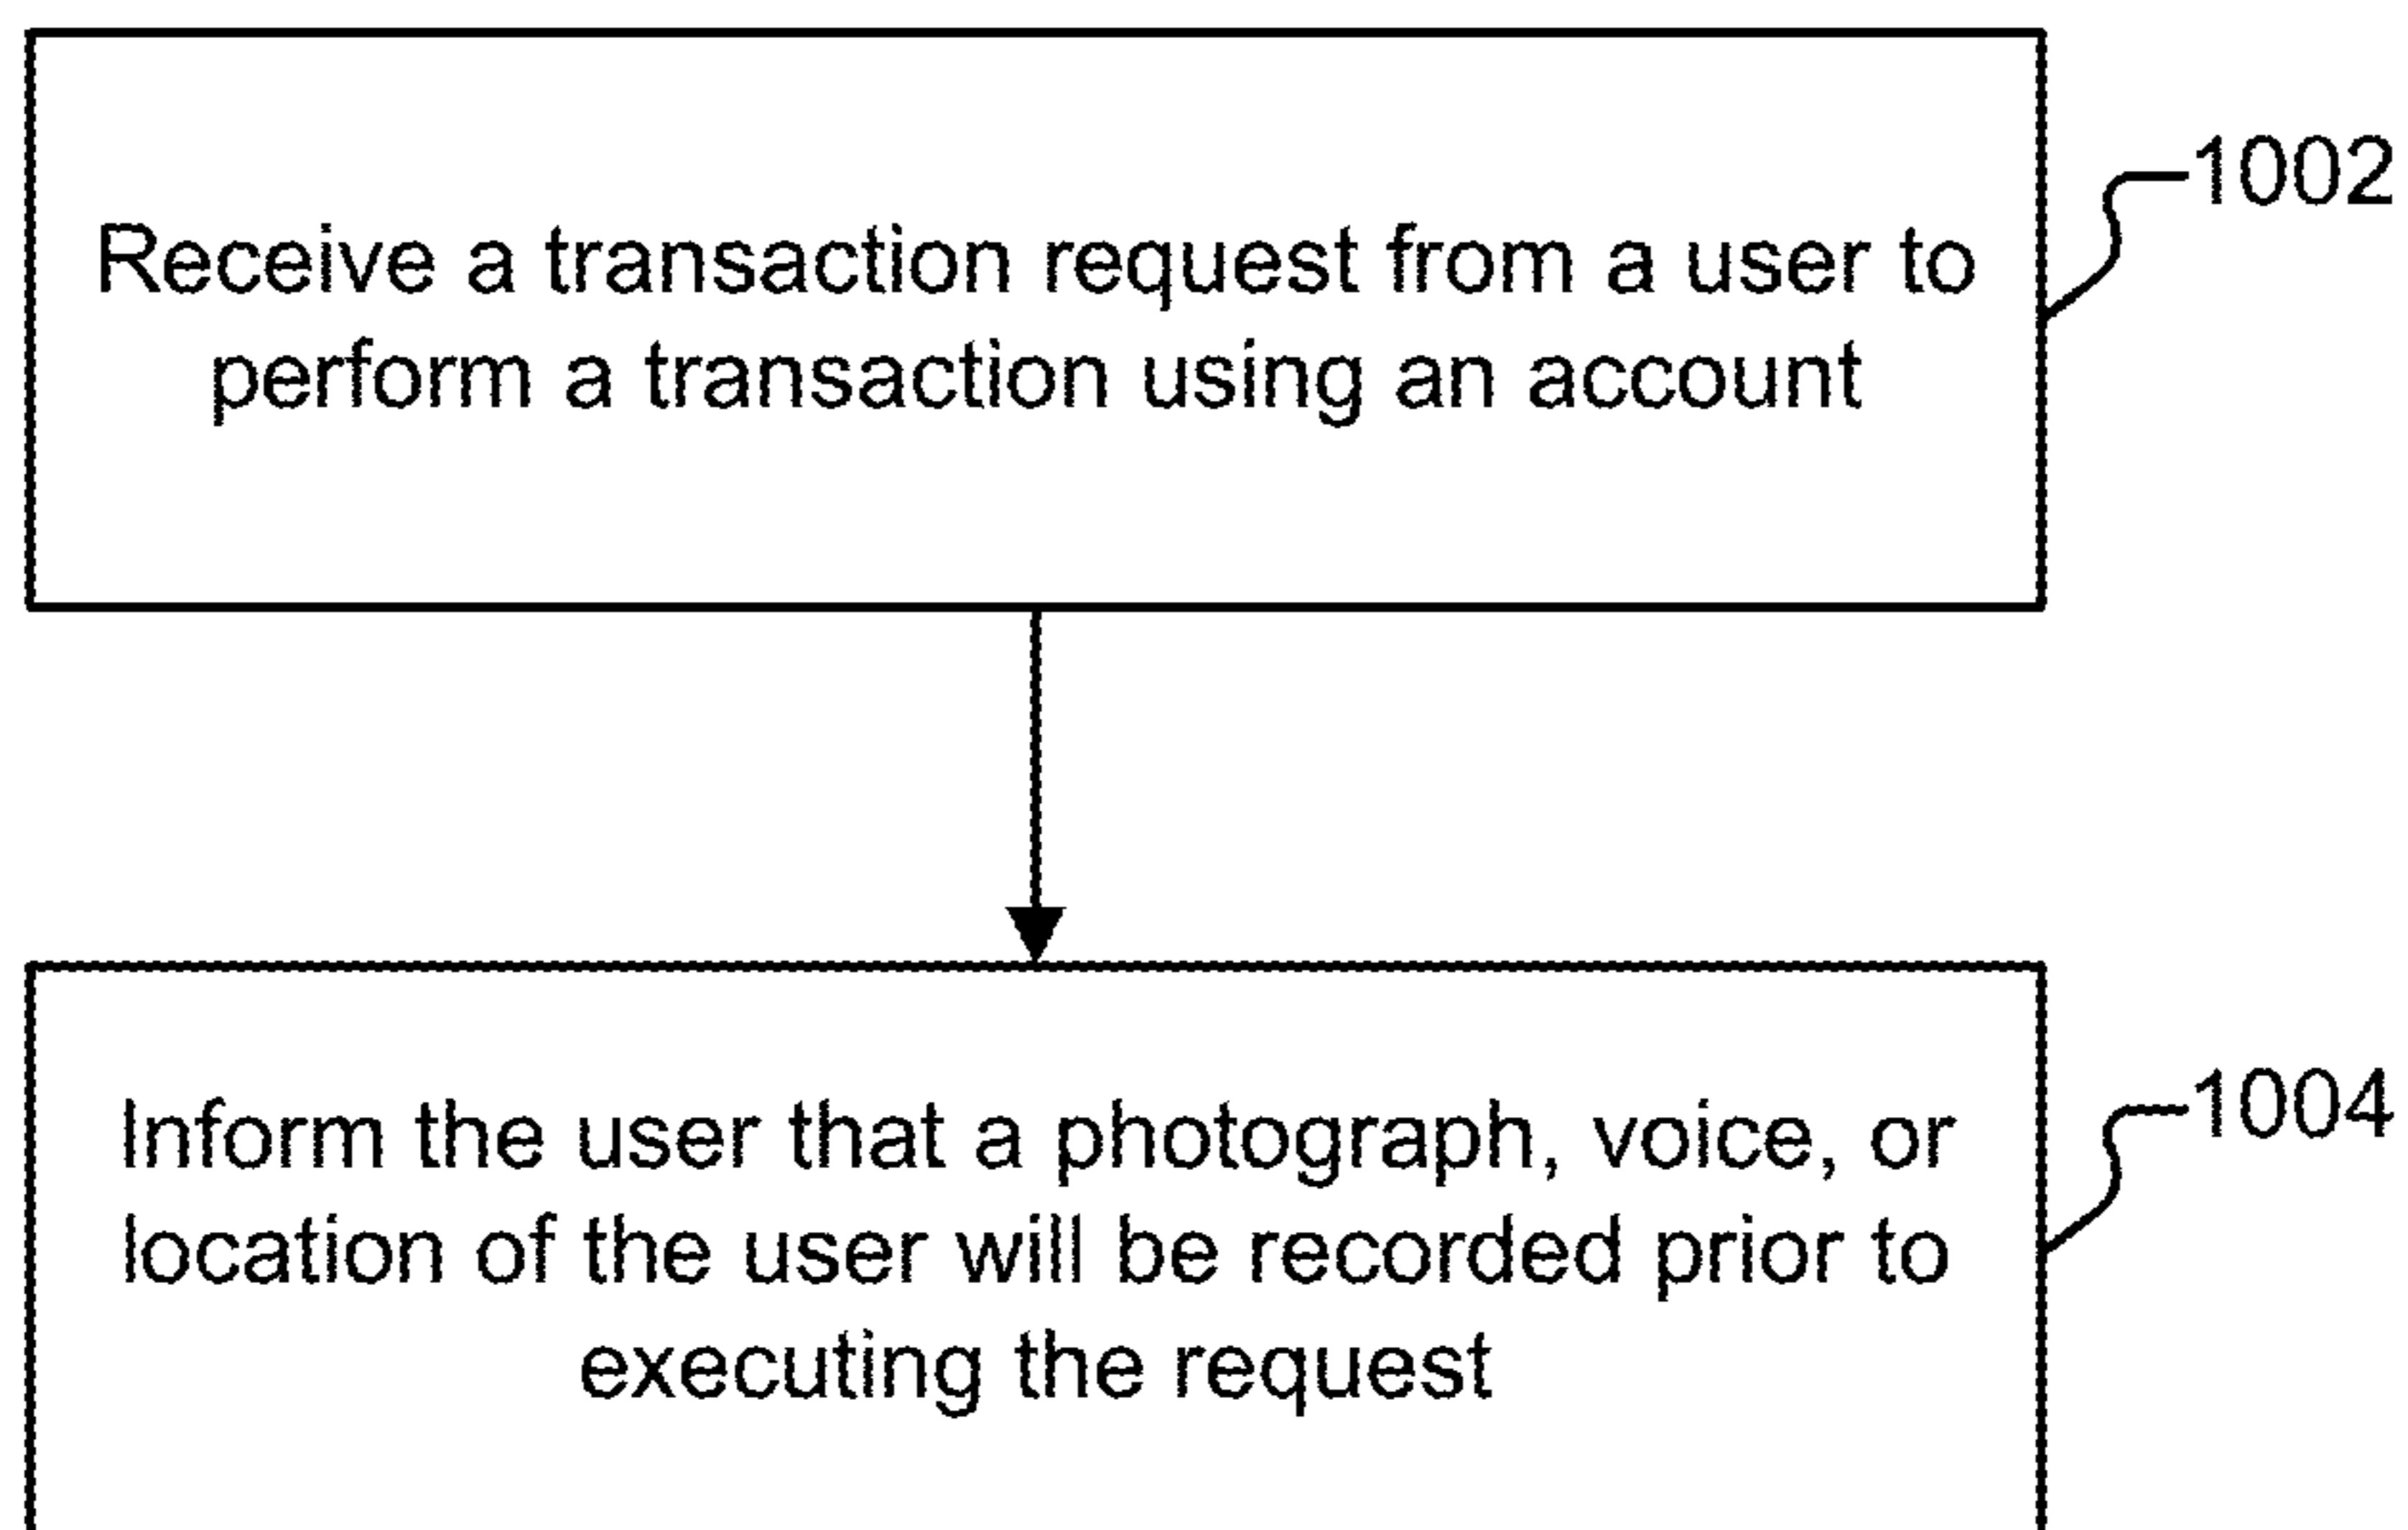 1002
Receive a transaction request from a user to
perform a transaction using an account
1004
Inform the user that a photograph, voice, or
location of the user will be recorded prior to
executing the request